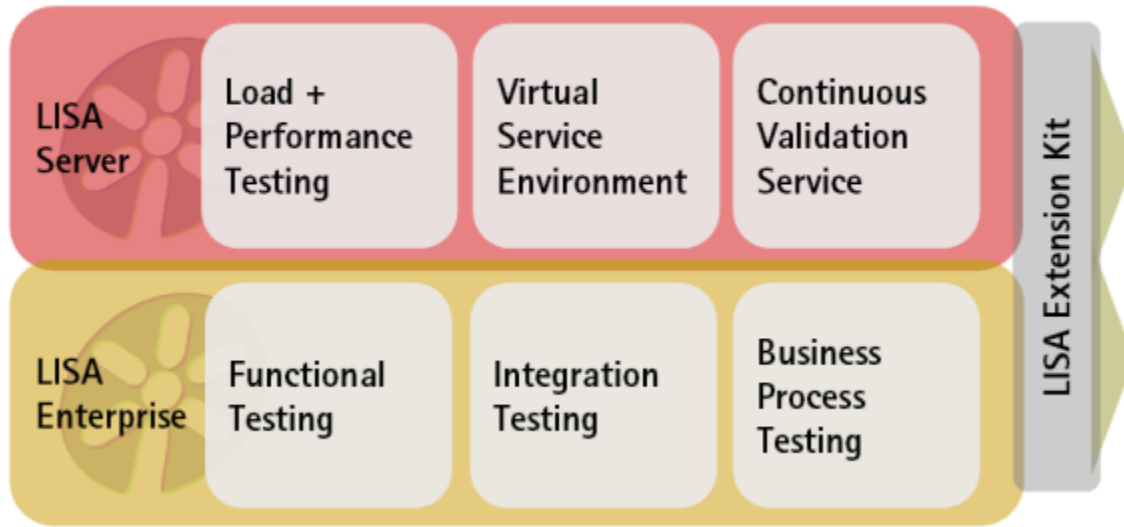 LISA
Server
Load +
Performance
Testing
Virtual
Service
Environment
Continuous
Validation
Service
LISA
Enterprise
Functional
Testing
Integration
Testing
Business
Process
Testing
LISA Extension Kit